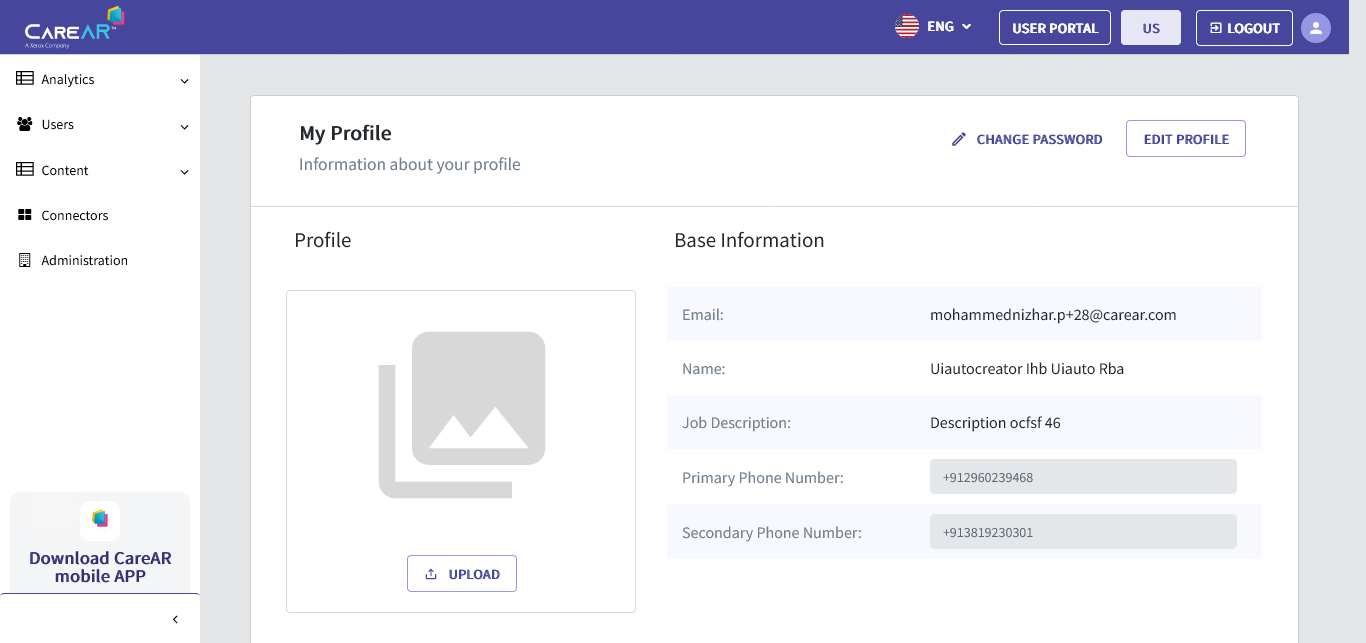 CAREAR™
A Xerox Company
ENG
USER PORTAL
US
LOGOUT
Analytics
Users
Content
Connectors
Administration
Download CareAR
mobile APP
My Profile
Information about your profile
CHANGE PASSWORD
EDIT PROFILE
Profile
UPLOAD
Base Information
Email: mohammednizhar.p+28@carear.com
Name: Uiautocreator Ihb Uiauto Rba
Job Description: Description ocfsf 46
Primary Phone Number: +912960239468
Secondary Phone Number: +913819230301